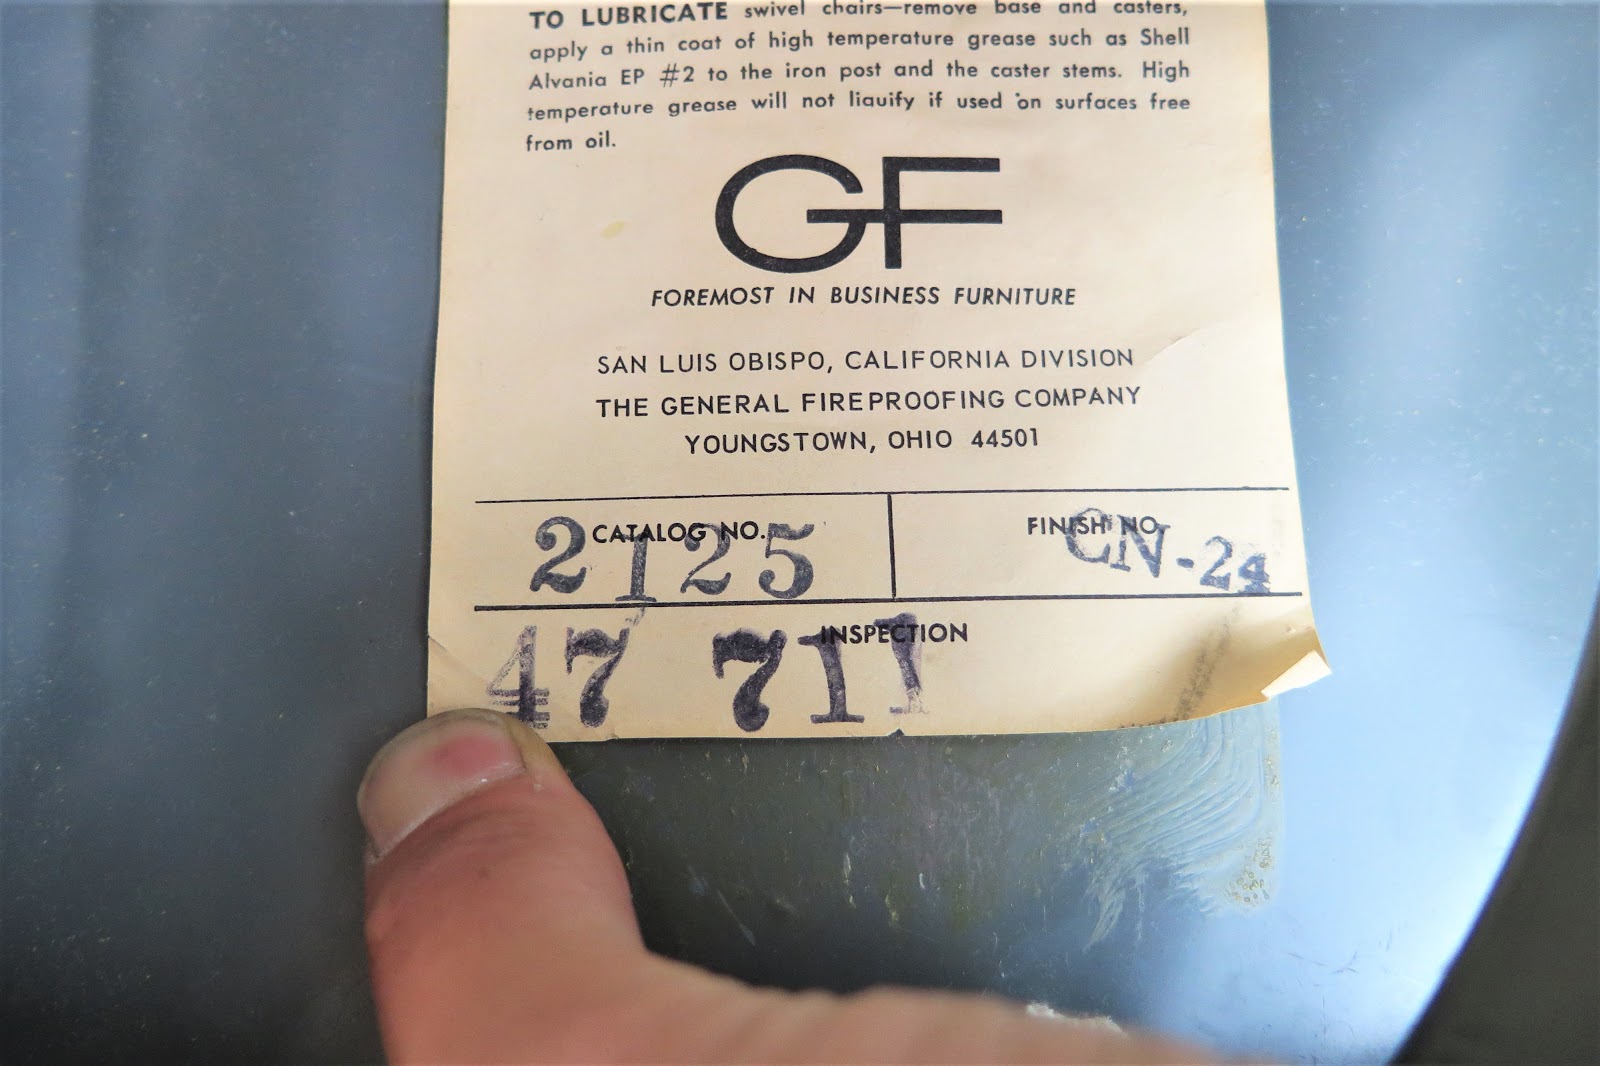 TO LUBRICATE swivel chairs—remove base and casters,
apply a thin coat of high temperature grease such as Shell
Alvania EP #2 to the iron post and the caster stems. High
temperature grease will not liquify if used on surfaces free
from oil.
GF
FOREMOST IN BUSINESS FURNITURE
SAN LUIS OBISPO, CALIFORNIA DIVISION
THE GENERAL FIREPROOFING COMPANY
YOUNGSTOWN, OHIO 44501
CATALOG NO. FINISH NO.
2125 CN-24
INSPECTION
47 711